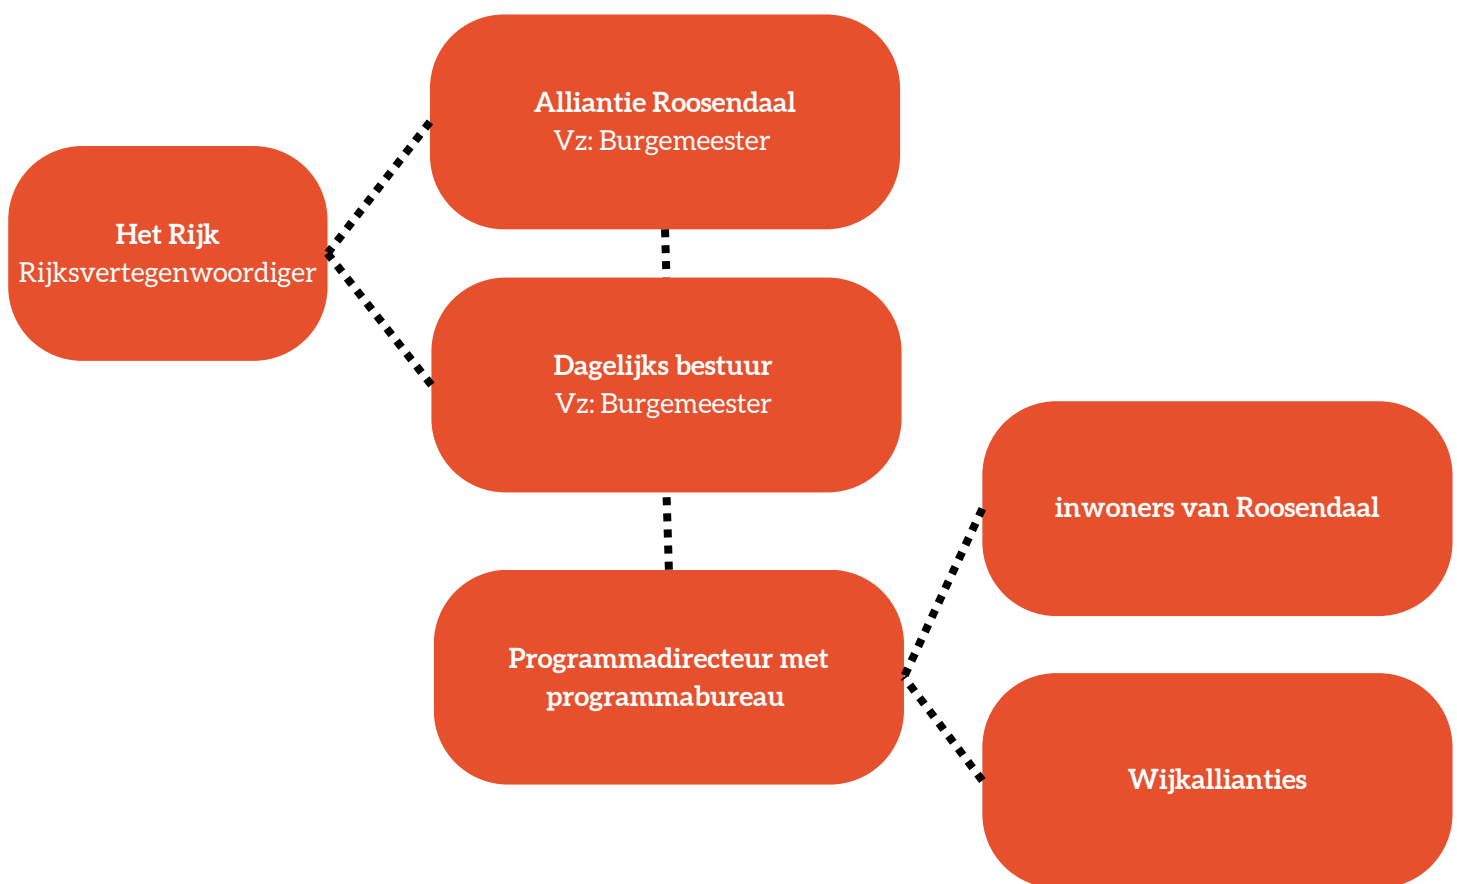 Alliantie Roosendaal
Vz: Burgemeester
Het Rijk
Rijksvertegenwoordiger
Dagelijks bestuur
Vz: Burgemeester
inwoners van Roosendaal
Programmadirecteur met
programmabureau
Wijkallianties